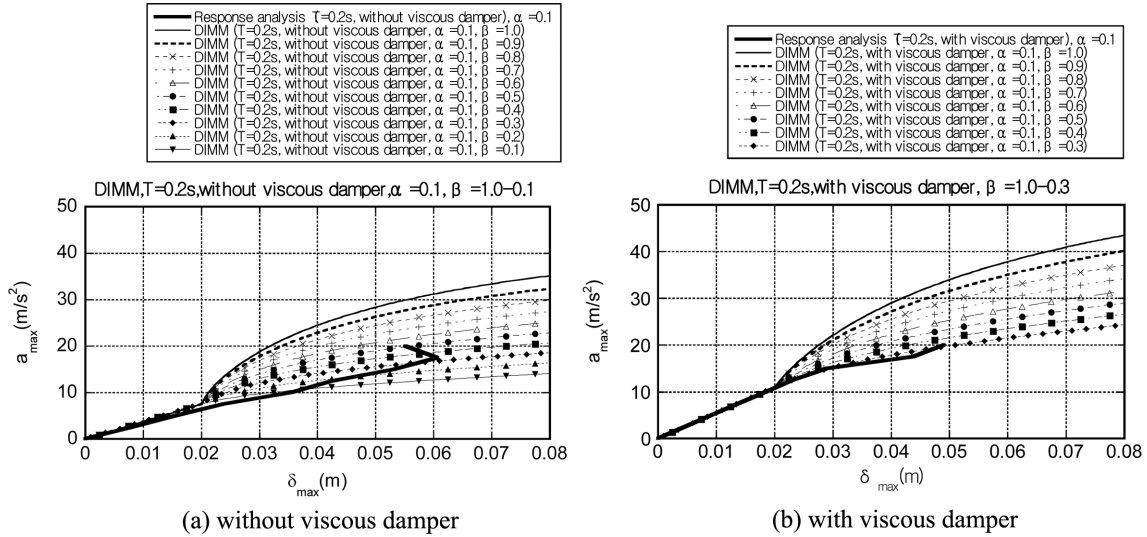 Response analysis (T=0.2s, without viscous damper), α =0.1
DIMM (T=0.2s, without viscous damper, α =0.1, β =1.0)
DIMM (T=0.2s, without viscous damper, α =0.1, β =0.9)
DIMM (T=0.2s, without viscous damper, α =0.1, β =0.8)
DIMM (T=0.2s, without viscous damper, α =0.1, β =0.7)
DIMM (T=0.2s, without viscous damper, α =0.1, β =0.6)
DIMM (T=0.2s, without viscous damper, α =0.1, β =0.5)
DIMM (T=0.2s, without viscous damper, α =0.1, β =0.4)
DIMM (T=0.2s, without viscous damper, α =0.1, β =0.3)
DIMM (T=0.2s, without viscous damper, α =0.1, β =0.2)
DIMM (T=0.2s, without viscous damper, α =0.1, β =0.1)
DIMM,T=0.2s,without viscous damper,α =0.1, β =1.0-0.1
50
40
30
20
10
0
a_max(m/s²)
0 0.01 0.02 0.03 0.04 0.05 0.06 0.07 0.08
δ_max(m)
(a) without viscous damper
Response analysis (T=0.2s, with viscous damper), α =0.1
DIMM (T=0.2s, with viscous damper, α =0.1, β =1.0)
DIMM (T=0.2s, with viscous damper, α =0.1, β =0.9)
DIMM (T=0.2s, with viscous damper, α =0.1, β =0.8)
DIMM (T=0.2s, with viscous damper, α =0.1, β =0.7)
DIMM (T=0.2s, with viscous damper, α =0.1, β =0.6)
DIMM (T=0.2s, with viscous damper, α =0.1, β =0.5)
DIMM (T=0.2s, with viscous damper, α =0.1, β =0.4)
DIMM (T=0.2s, with viscous damper, α =0.1, β =0.3)
DIMM,T=0.2s,with viscous damper, β =1.0-0.3
50
40
30
20
10
0
a_max(m/s²)
0 0.01 0.02 0.03 0.04 0.05 0.06 0.07 0.08
δ_max(m)
(b) with viscous damper